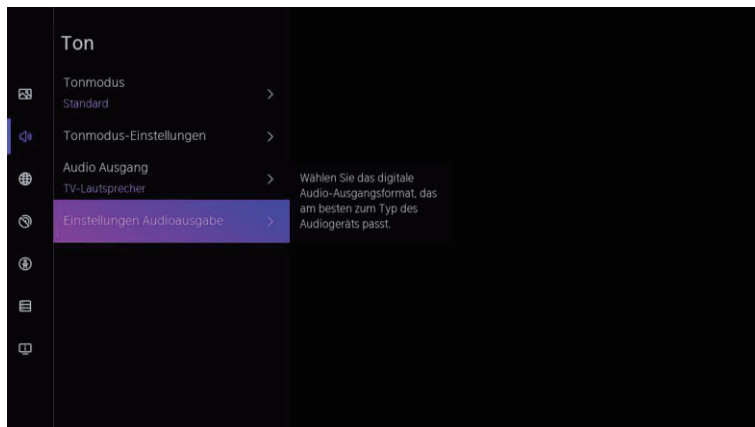 Ton
Tonmodus
Standard
Tonmodus-Einstellungen
Audio Ausgang
TV-Lautsprecher
Einstellungen Audioausgabe
Wählen Sie das digitale
Audio-Ausgangsformat, das
am besten zum Typ des
Audiogeräts passt.